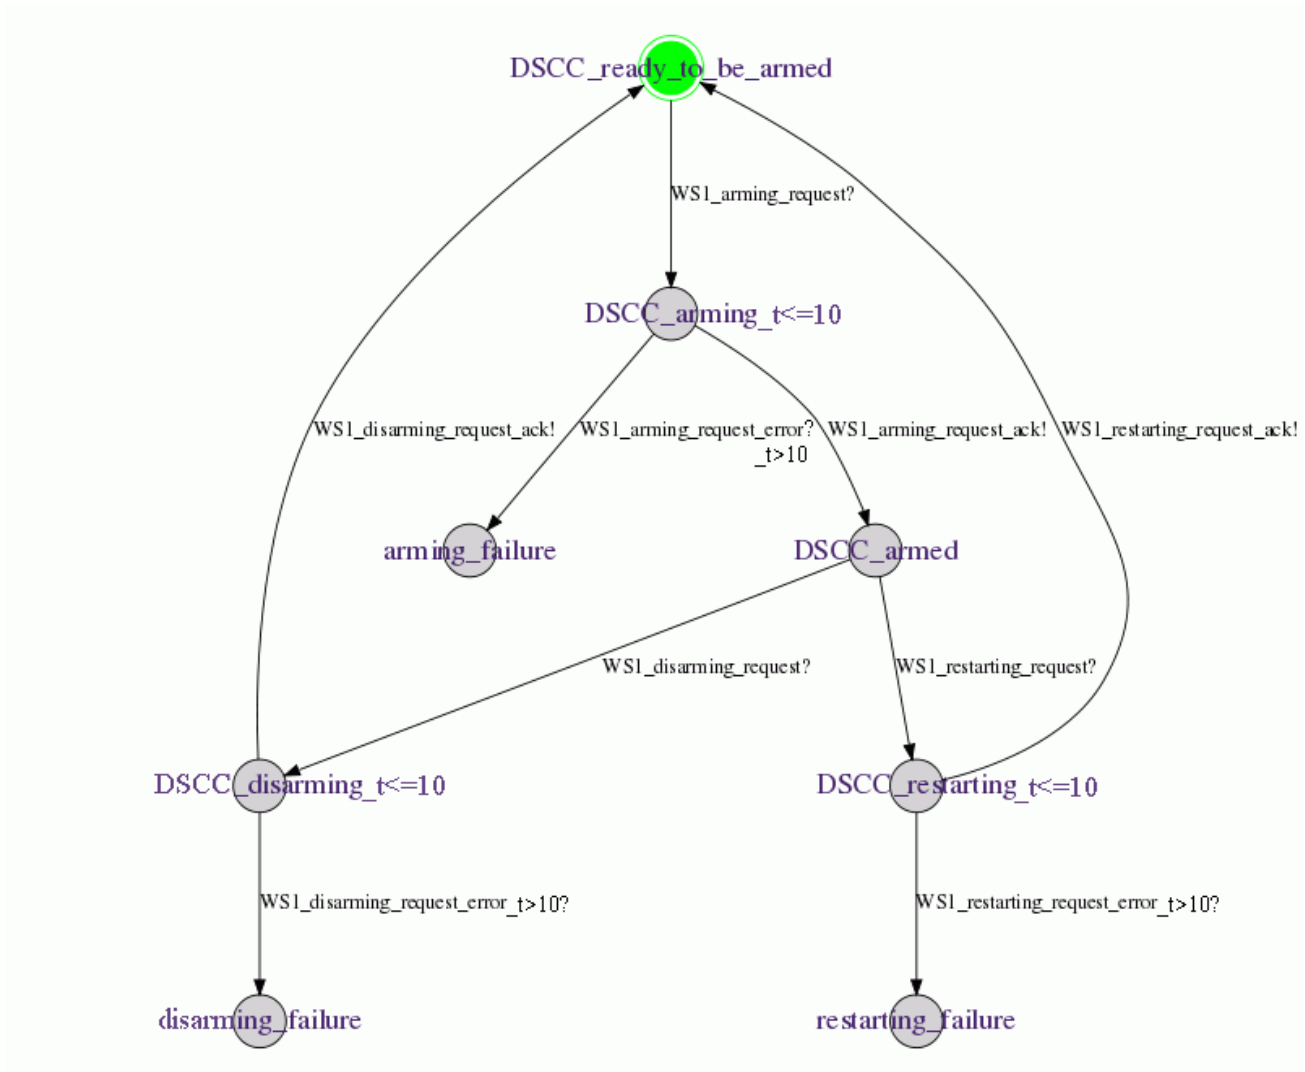 DSCC_ready_to_be_armed
WS1_arming_request?
DSCC_arming_t<=10
WS1_disarming_request_ack!
WS1_arming_request_error?
_t>10
WS1_arming_request_ack!
WS1_restarting_request_ack!
arming_failure
DSCC_armed
WS1_disarming_request?
WS1_restarting_request?
DSCC_disarming_t<=10
DSCC_restarting_t<=10
WS1_disarming_request_error_t>10?
WS1_restarting_request_error_t>10?
disarming_failure
restarting_failure